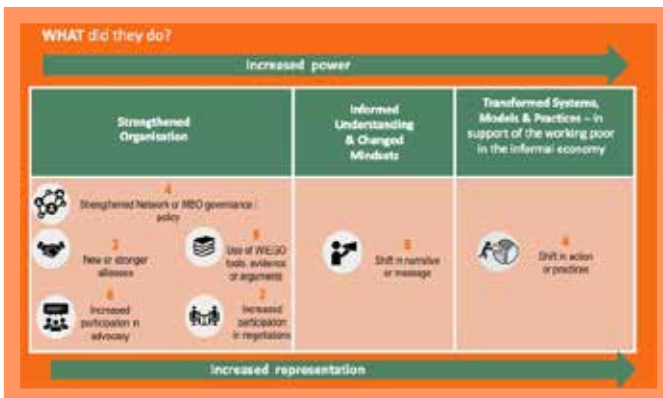 WHAT did they do?
Increased power
Strengthened
Organisation
Informed
Understanding
& Changed
Mindsets
Transformed Systems,
Models & Practices – in
support of the working poor
in the informal economy
4
Strengthened Network or MBO governance /
policy
New or stronger
alliances
Use of WIEGO
tools, evidence
or arguments
Increased
participation in
advocacy
Increased
participation
in negotiations
Shift in narrative
or message
Shift in action
or practices
Increased representation